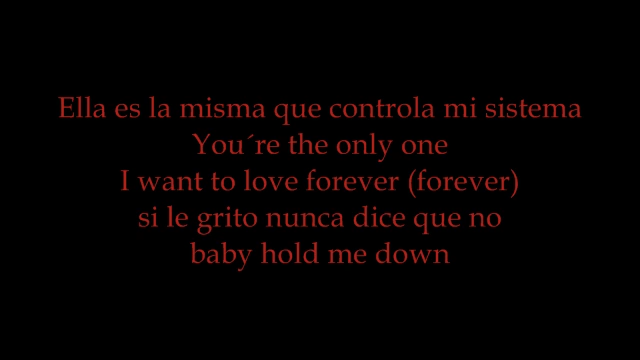 Ella es la misma que controla mi sistema
You´re the only one
I want to love forever (forever)
si le grito nunca dice que no
baby hold me down